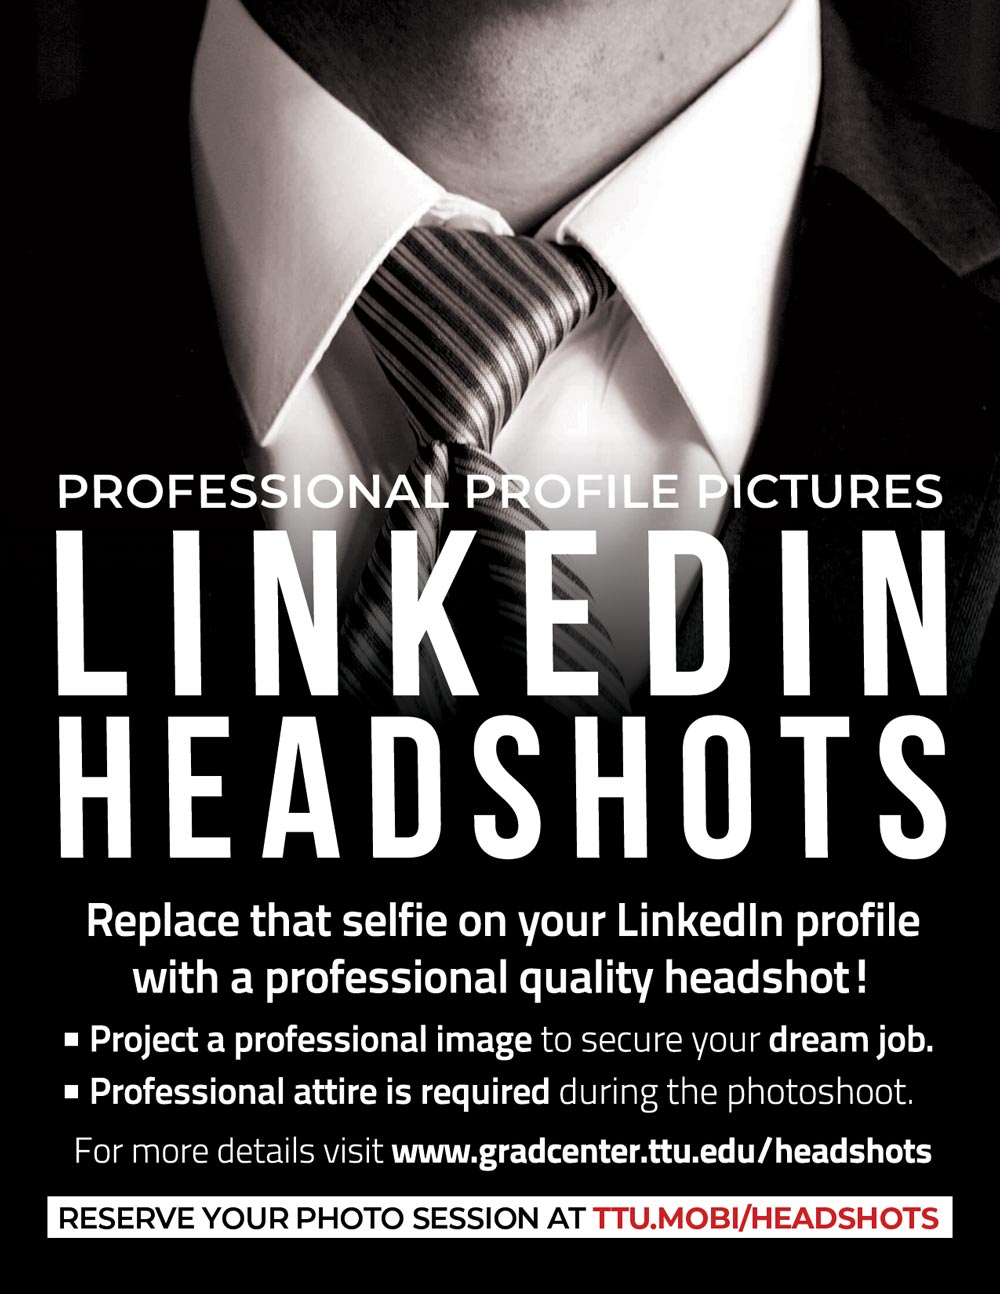 PROFESSIONAL PROFILE PICTURES
LINKEDIN
HEADSHOTS
Replace that selfie on your LinkedIn profile
with a professional quality headshot!
▪ Project a professional image to secure your dream job.
▪ Professional attire is required during the photoshoot.
For more details visit www.gradcenter.ttu.edu/headshots
RESERVE YOUR PHOTO SESSION AT TTU.MOBI/HEADSHOTS